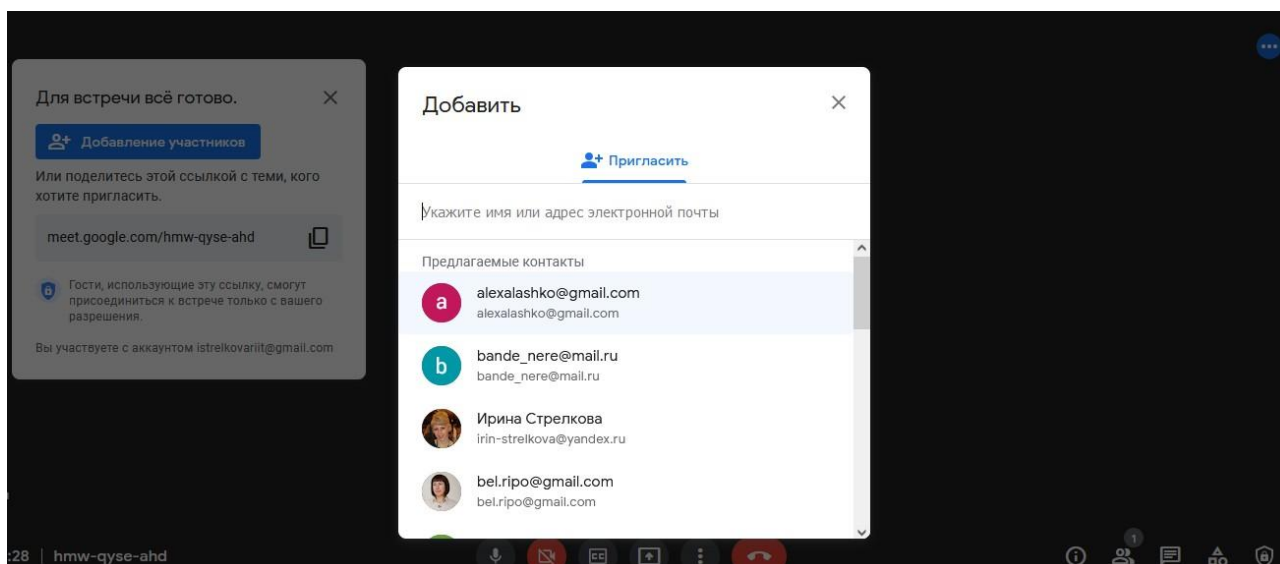 Для встречи всё готово.
Добавление участников
Или поделитесь этой ссылкой с теми, кого
хотите пригласить.
meet.google.com/hmw-qyse-ahd
Гости, использующие эту ссылку, смогут
присоединиться к встрече только с вашего
разрешения.
Вы участвуете с аккаунтом istrelkovariit@gmail.com
Добавить
Пригласить
Укажите имя или адрес электронной почты
Предлагаемые контакты
a
alexalashko@gmail.com
alexalashko@gmail.com
b
bande_nere@mail.ru
bande_nere@mail.ru
Ирина Стрелкова
irin-strelkova@yandex.ru
bel.ripo@gmail.com
bel.ripo@gmail.com
:28 | hmw-qyse-ahd
CC
1